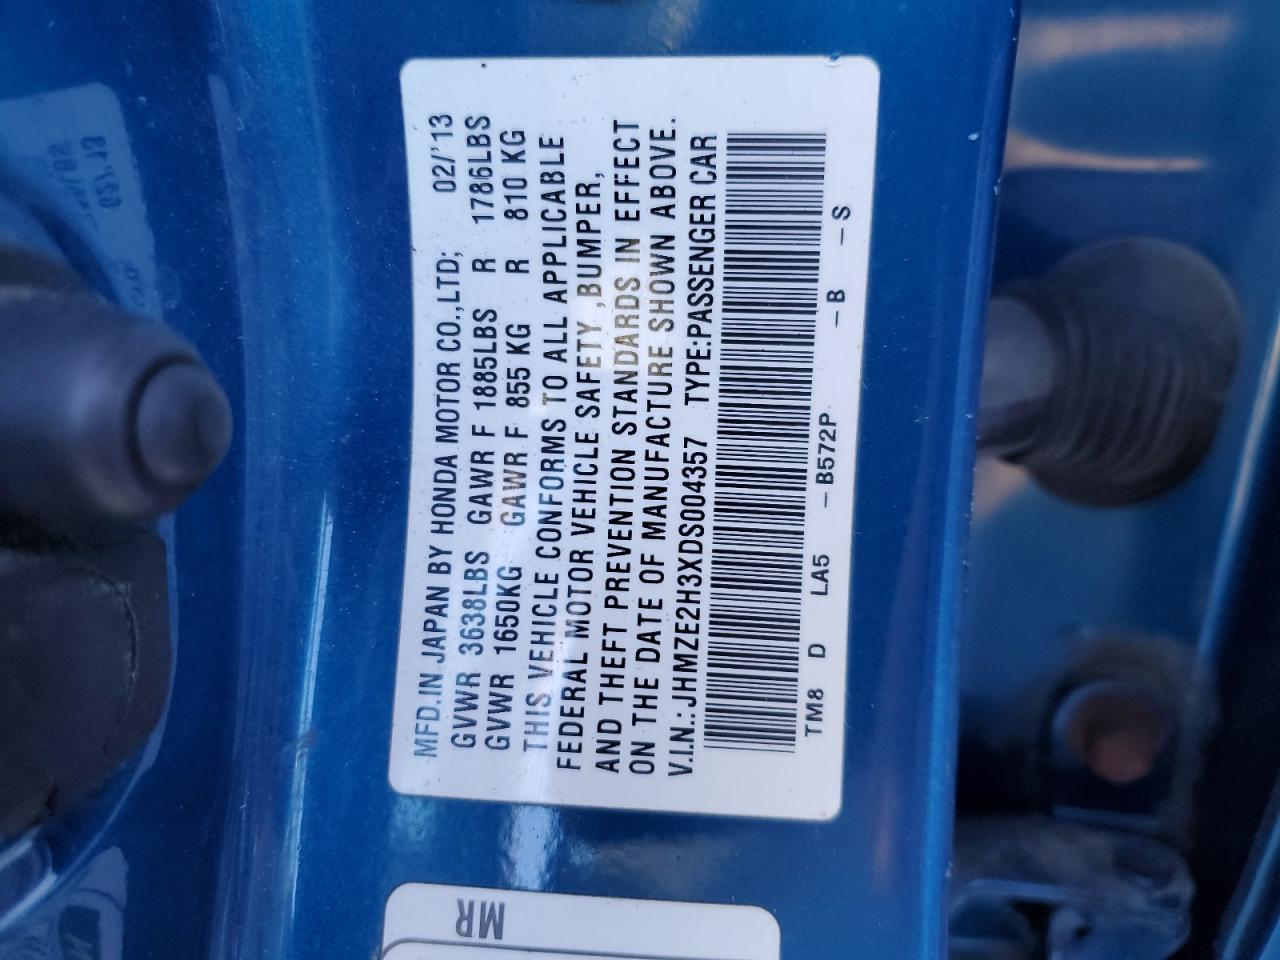 MFD.IN JAPAN BY HONDA MOTOR CO.,LTD; 02/'13
GVWR 3638LBS GAWR F 1885LBS R 1786LBS
GVWR 1650KG GAWR F 855 KG R 810 KG
THIS VEHICLE CONFORMS TO ALL APPLICABLE
FEDERAL MOTOR VEHICLE SAFETY ,BUMPER,
AND THEFT PREVENTION STANDARDS IN EFFECT
ON THE DATE OF MANUFACTURE SHOWN ABOVE.
V.I.N.: JHMZE2H3XDS004357 TYPE:PASSENGER CAR
TM8 D LA5 -B572P -B -S
MR